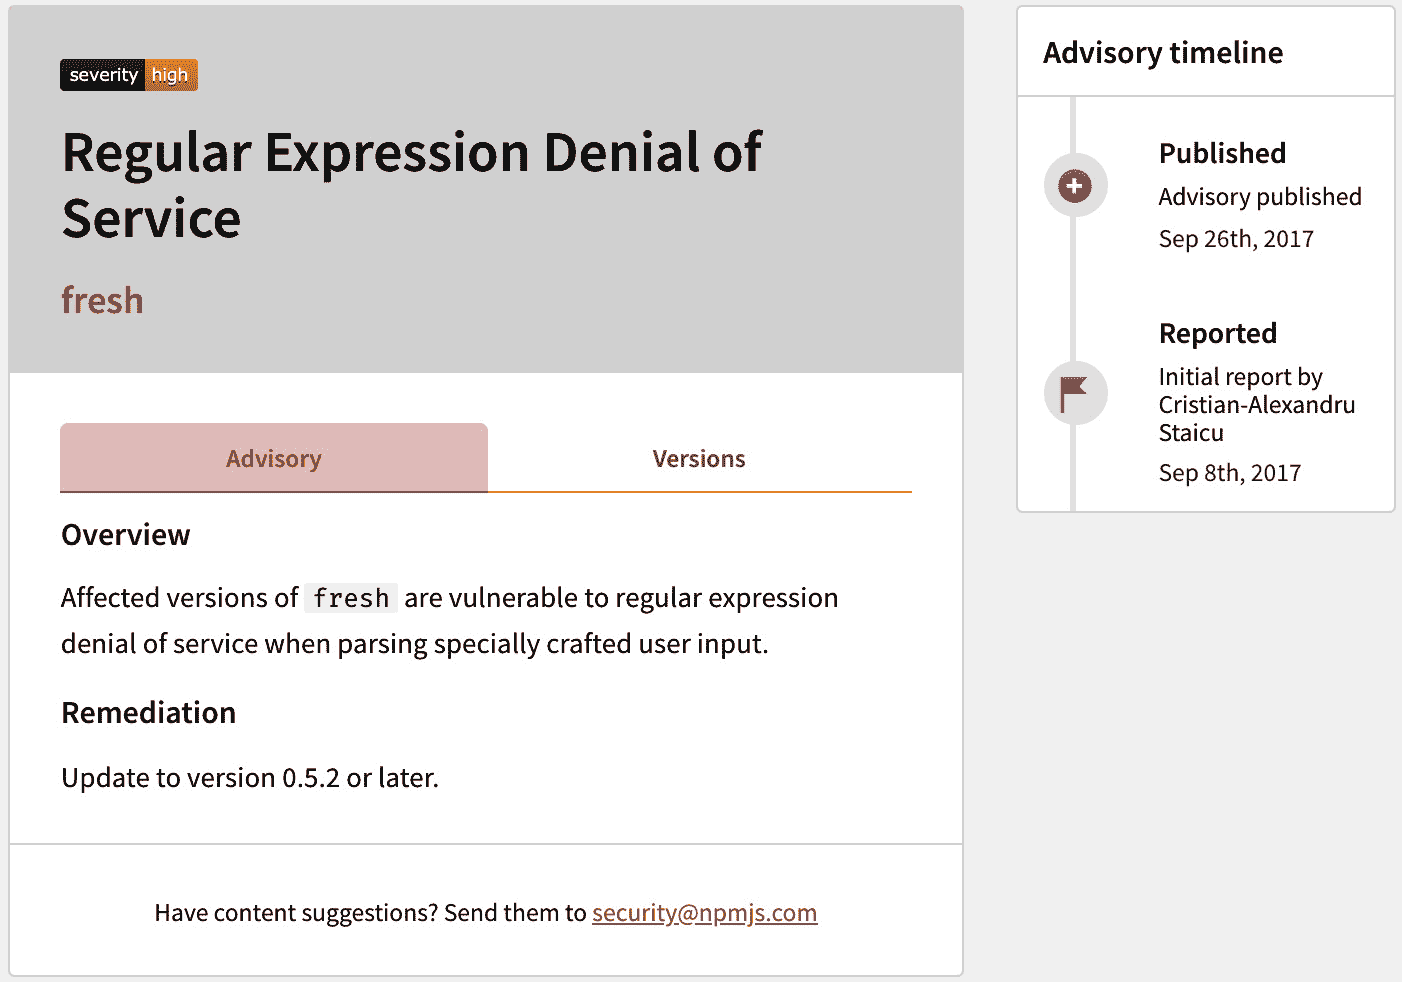 severity high
Regular Expression Denial of
Service
fresh
Advisory
Versions
Overview
Affected versions of fresh are vulnerable to regular expression
denial of service when parsing specially crafted user input.
Remediation
Update to version 0.5.2 or later.
Have content suggestions? Send them to security@npmjs.com
Advisory timeline
Published
Advisory published
Sep 26th, 2017
Reported
Initial report by
Cristian-Alexandru
Staicu
Sep 8th, 2017